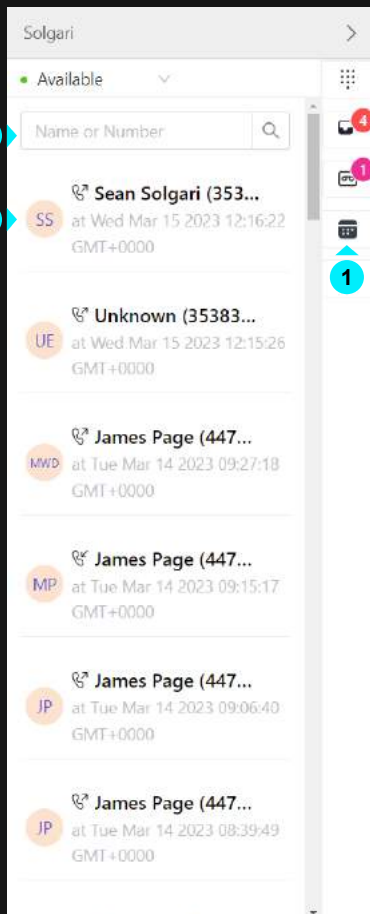 Solgari
Available
4
Name or Number
1
Sean Solgari (353...
SS
at Wed Mar 15 2023 12:16:22
GMT+0000
1
Unknown (35383...
UE
at Wed Mar 15 2023 12:15:26
GMT+0000
James Page (447...
MWD
at Tue Mar 14 2023 09:27:18
GMT+0000
James Page (447...
MP
at Tue Mar 14 2023 09:15:17
GMT+0000
James Page (447...
JP
at Tue Mar 14 2023 09:06:40
GMT+0000
James Page (447...
JP
at Tue Mar 14 2023 08:39:49
GMT+0000